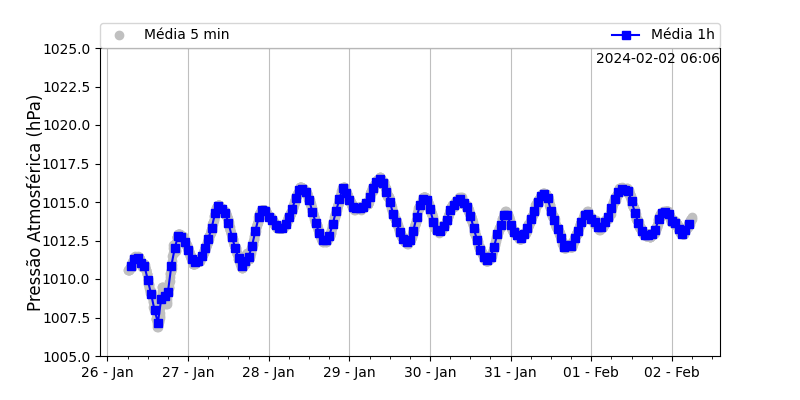 Média 5 min
Média 1h
2024-02-02 06:06
Pressão Atmosférica (hPa)
1025.0
1022.5
1020.0
1017.5
1015.0
1012.5
1010.0
1007.5
1005.0
26 - Jan
27 - Jan
28 - Jan
29 - Jan
30 - Jan
31 - Jan
01 - Feb
02 - Feb